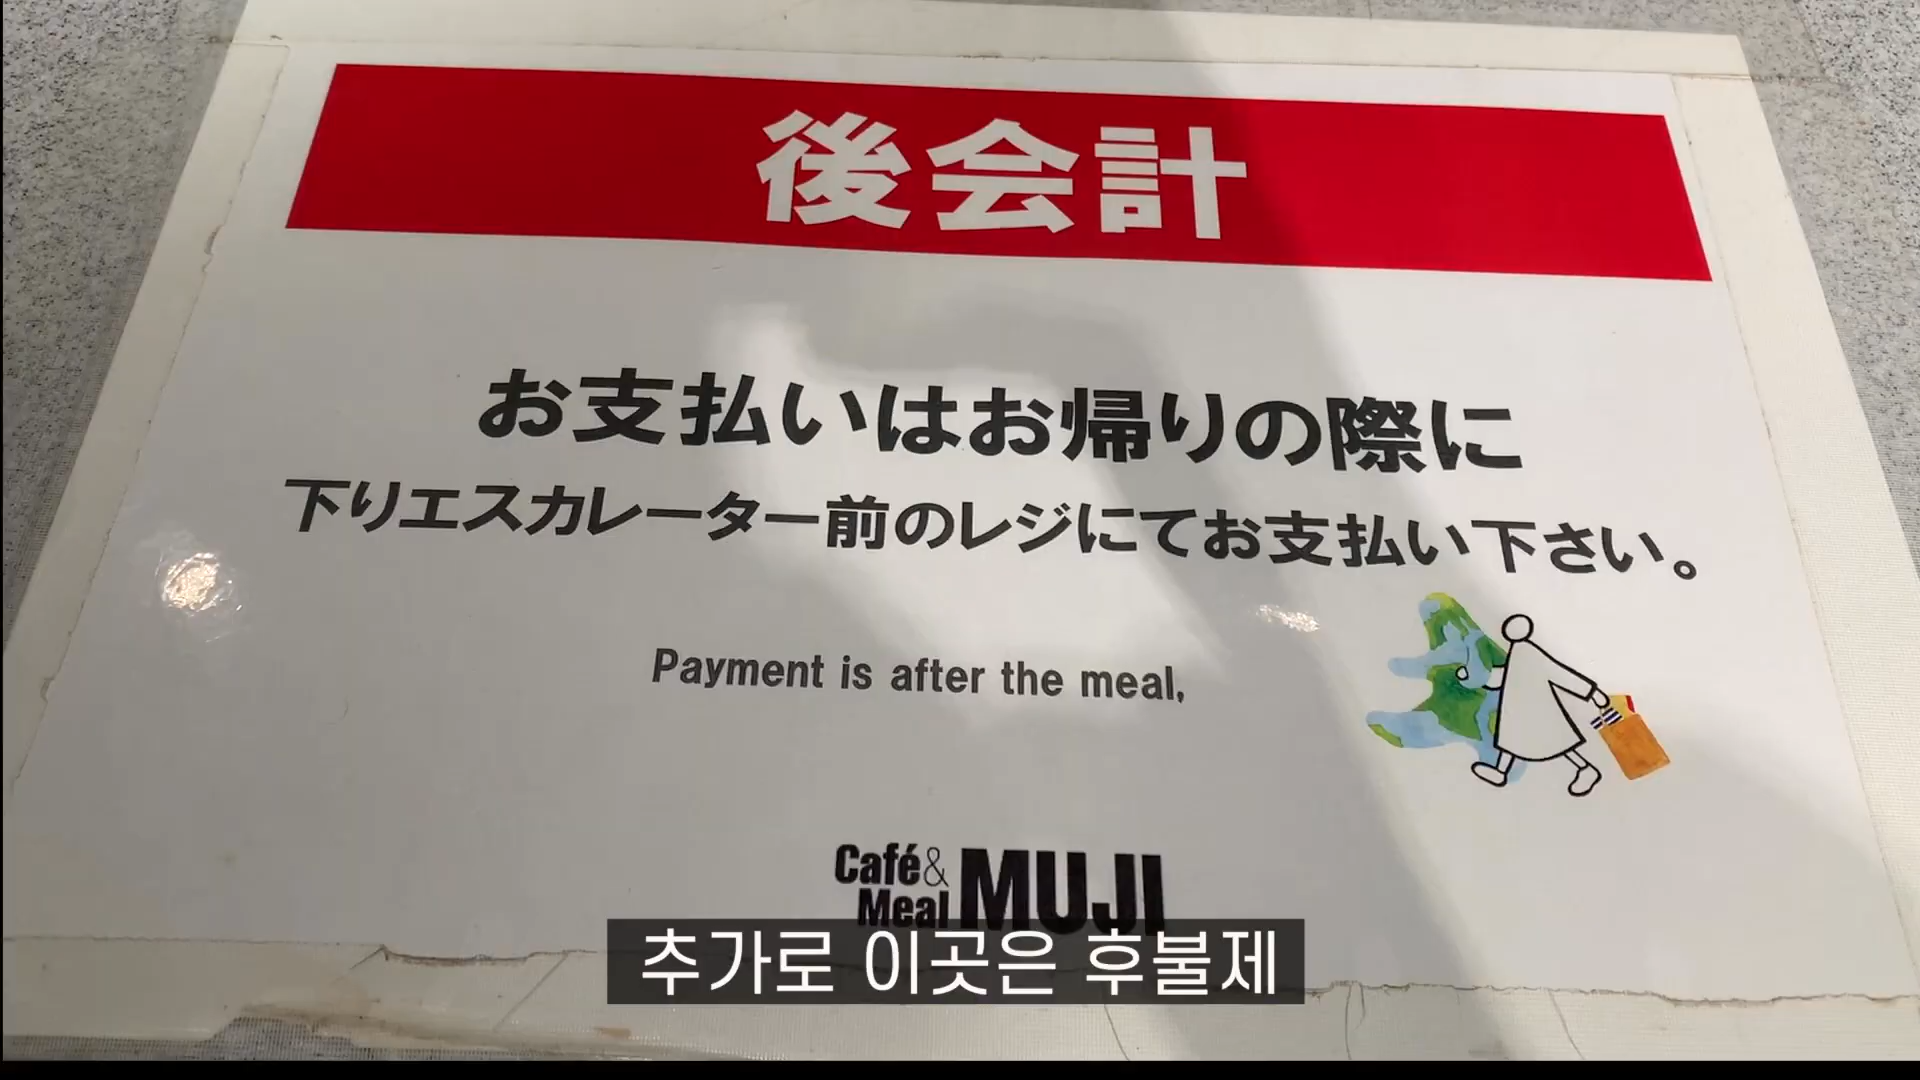 後会計
お支払いはお帰りの際に
下りエスカレーター前のレジにてお支払い下さい。
Payment is after the meal,
Café&
Meal MUJI
추가로 이곳은 후불제